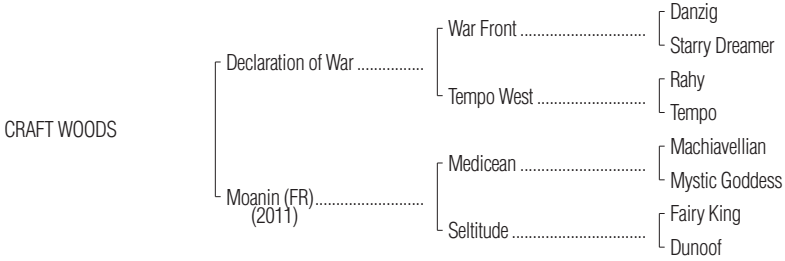 Danzig
War Front ................................
Starry Dreamer
Declaration of War ................
Rahy
Tempo West ...........................
Tempo
CRAFT WOODS
Machiavellian
Medicean ................................
Mystic Goddess
Moanin (FR)...........................
(2011)
Fairy King
Seltitude .................................
Dunoof